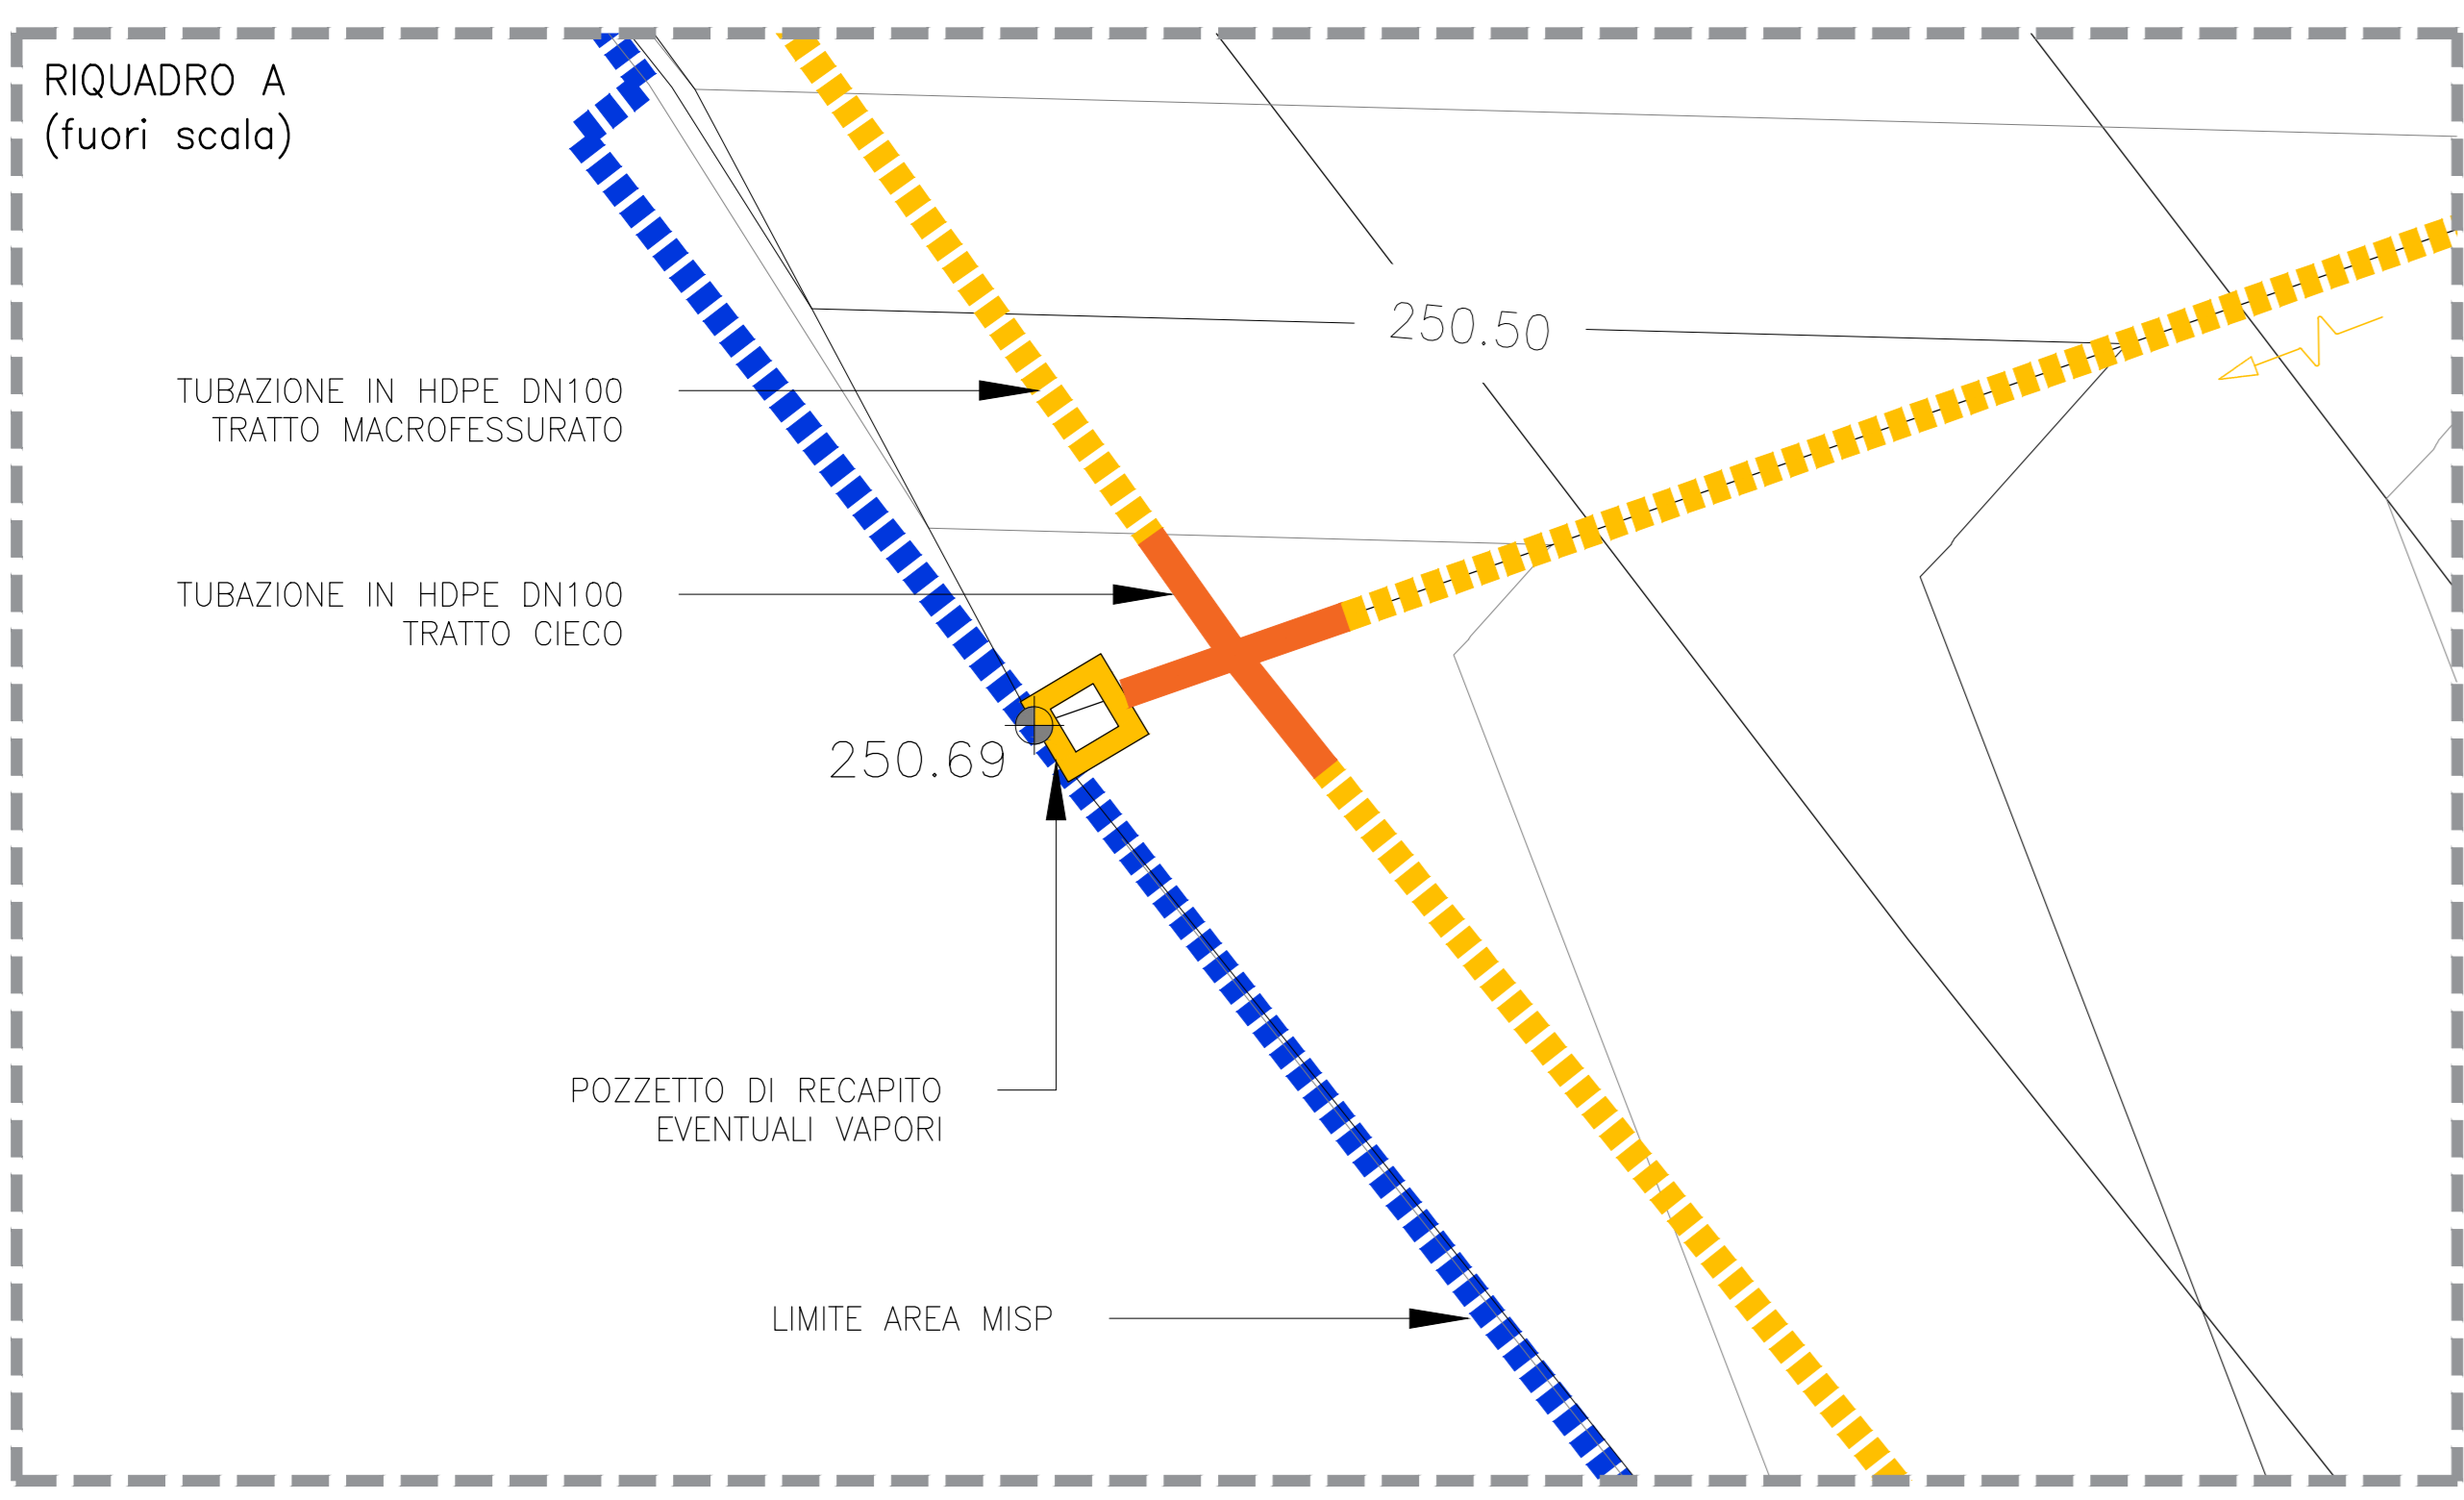 RIQUADRO A
(fuori scala)
250.50
TUBAZIONE IN HDPE DN100
TRATTO MACROFESSURATO
TUBAZIONE IN HDPE DN100
TRATTO CIECO
250.69
POZZETTO DI RECAPITO
EVENTUALI VAPORI
LIMITE AREA MISP